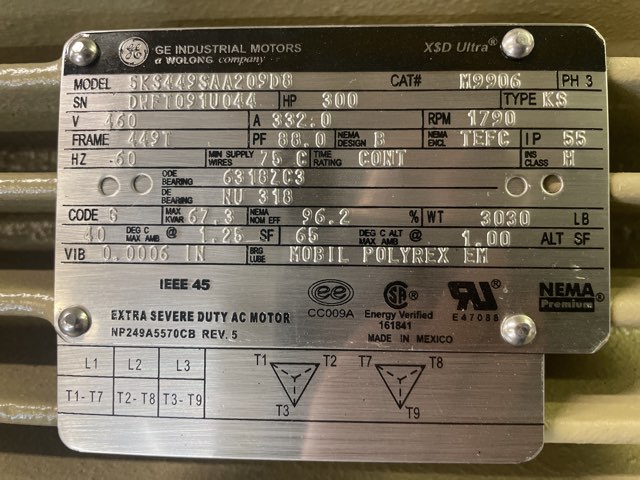 GE INDUSTRIAL MOTORS X$D Ultra®
a WOLONG company
MODEL 5KS449SAA209D8 CAT# M9906 PH 3
SN HP 300 TYPE KS
V 460 A 332.0 RPM 1790
FRAME 449T PF 88.0 NEMA DESIGN B NEMA ENCL TEFC IP 55
HZ 60 MIN SUPPLY WIRES 75 C TIME RATING CONT INS CLASS H
ODE BEARING 6318ZC3
DE BEARING NU 318
CODE G MAX KVAR 67.3 NEMA NOM EFF 96.2 % WT 3030 LB
40 DEG C MAX AMB @ 1.25 SF 65 DEG C ALT MAX AMB @ 1.00 ALT SF
VIB 0.0006 IN BRG LUBE MOBIL POLYREX EM
IEEE 45
ee SA RU NEMA
CC009A Energy Verified E47088 Premium
161841
EXTRA SEVERE DUTY AC MOTOR
NP249A5570CB REV. 5 MADE IN MEXICO
L1 L2 L3 T1 T2 T7 T8
T1-T7 T2-T8 T3-T9
T3 T9